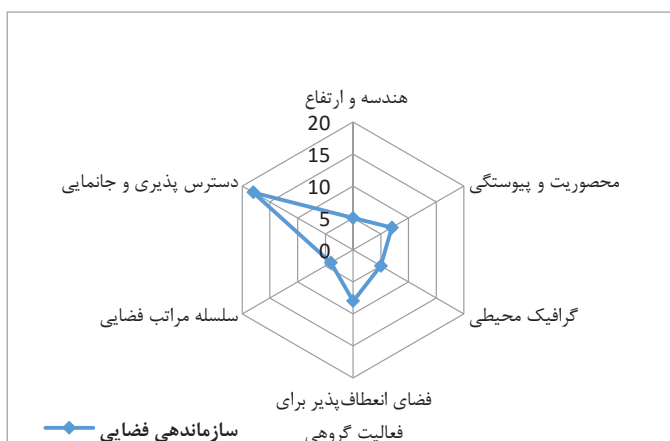 هندسه و ارتفاع
20
15
10
5
0
محصوریت و پیوستگی
گرافیک محیطی
فضای انعطاف‌پذیر برای
فعالیت گروهی
سلسله مراتب فضایی
دسترس پذیری و جانمایی
سازماندهی فضایی